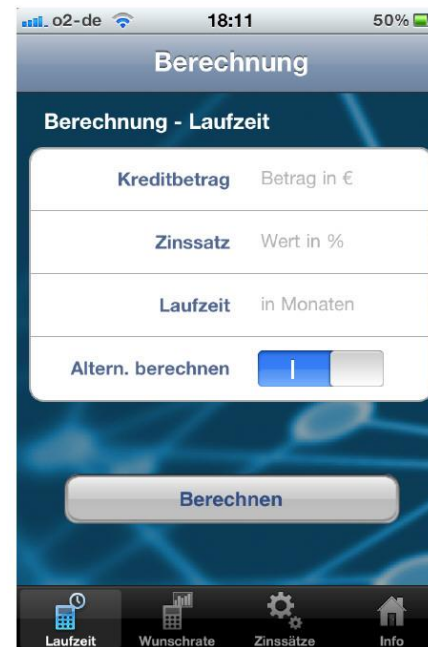 o2-de 18:11 50%
Berechnung
Berechnung - Laufzeit
Kreditbetrag Betrag in €
Zinssatz Wert in %
Laufzeit in Monaten
Altern. berechnen
Berechnen
Laufzeit Wunschrate Zinssätze Info